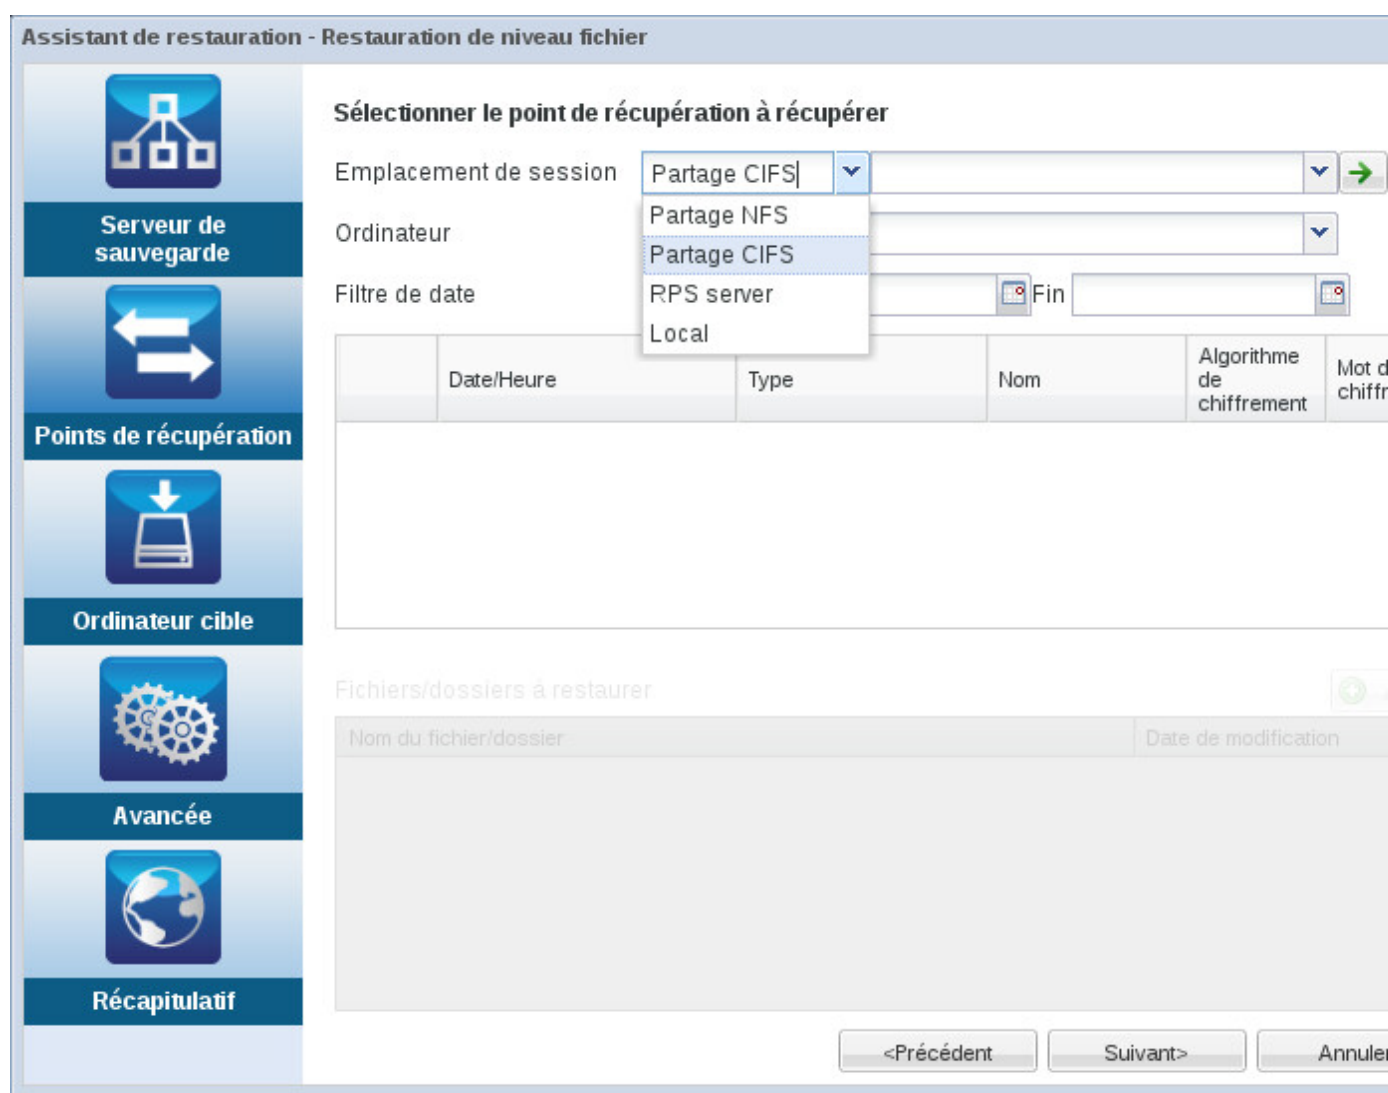 Assistant de restauration - Restauration de niveau fichier
Serveur de
sauvegarde
Points de récupération
Ordinateur cible
Avancée
Récapitulatif
Sélectionner le point de récupération à récupérer
Emplacement de session
Partage CIFS
Partage NFS
Partage CIFS
RPS server
Local
Ordinateur
Filtre de date
Fin
Date/Heure
Type
Nom
Algorithme
de
chiffrement
Mot d
chiffr
Fichiers/dossiers à restaurer
Nom du fichier/dossier
Date de modification
<Précédent
Suivant>
Annuler